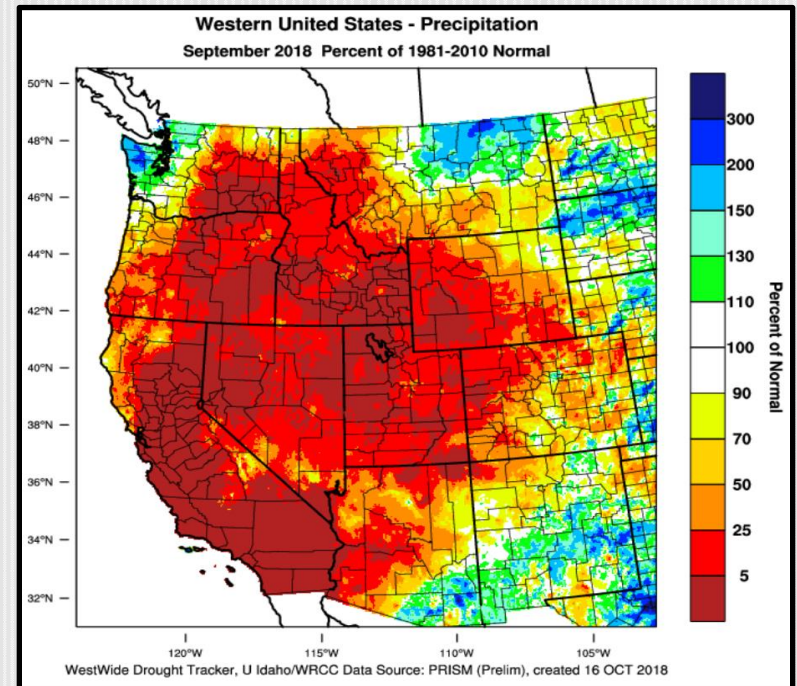 Western United States - Precipitation
September 2018 Percent of 1981-2010 Normal
50°N
48°N
46°N
44°N
42°N
40°N
38°N
36°N
34°N
32°N
120°W 115°W 110°W 105°W
300
200
150
130
110
100
90
70
50
25
5
Percent of Normal
WestWide Drought Tracker, U Idaho/WRCC Data Source: PRISM (Prelim), created 16 OCT 2018